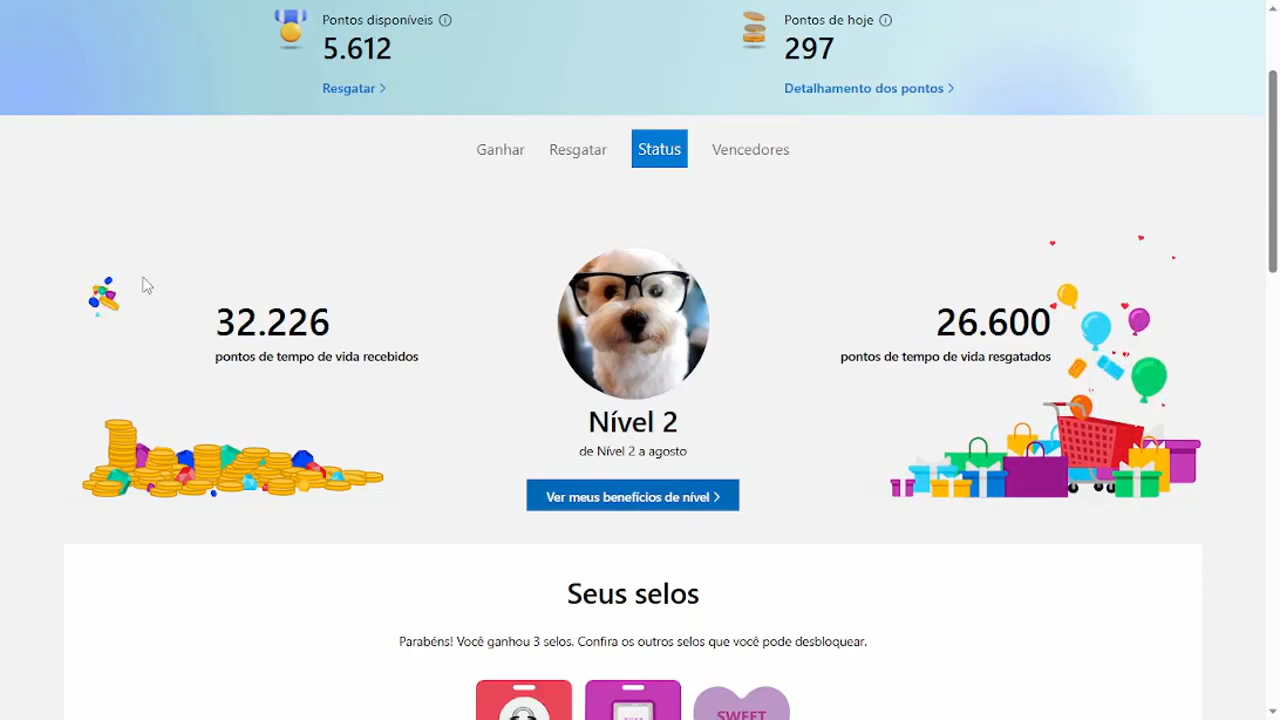 Pontos disponíveis
5.612
Resgatar
Pontos de hoje
297
Detalhamento dos pontos
Ganhar Resgatar Status Vencedores
32.226
pontos de tempo de vida recebidos
26.600
pontos de tempo de vida resgatados
Nível 2
de Nível 2 a agosto
Ver meus benefícios de nível
Seus selos
Parabéns! Você ganhou 3 selos. Confira os outros selos que você pode desbloquear.
SWEET